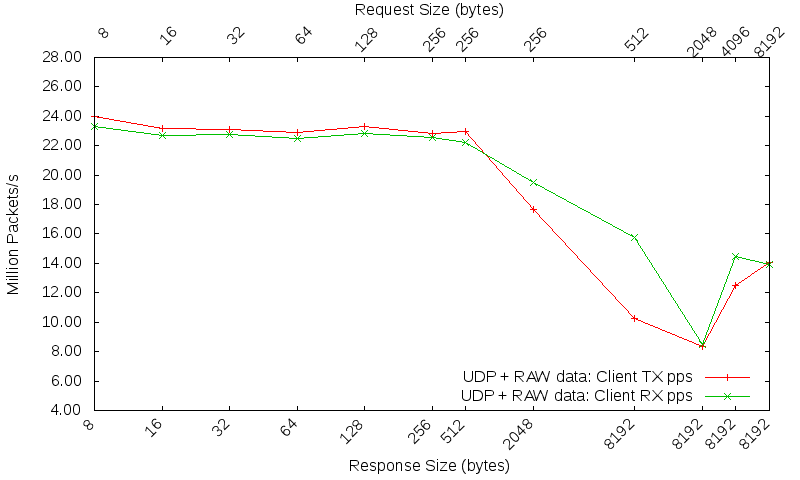 Request Size (bytes)
8 16 32 64 128 256 256 256 512 2048 4096 8192
28.00
26.00
24.00
22.00
20.00
18.00
16.00
14.00
12.00
10.00
8.00
6.00
4.00
Million Packets/s
UDP + RAW data: Client TX pps
UDP + RAW data: Client RX pps
8 16 32 64 128 256 512 2048 8192 8192 8192 8192
Response Size (bytes)